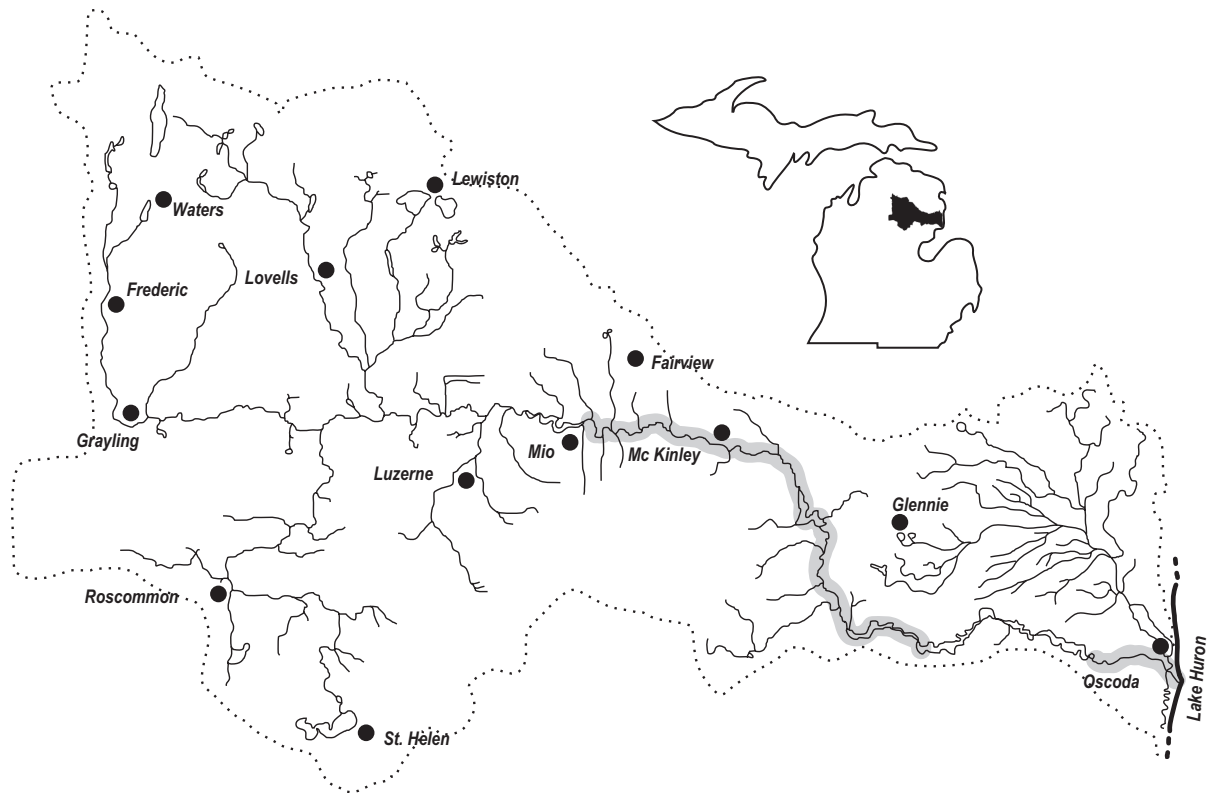 Lewiston
Waters
Lovells
Frederic
Fairview
Grayling
Mio
Mc Kinley
Luzerne
Glennie
Roscommon
Oscoda
Lake Huron
St. Helen